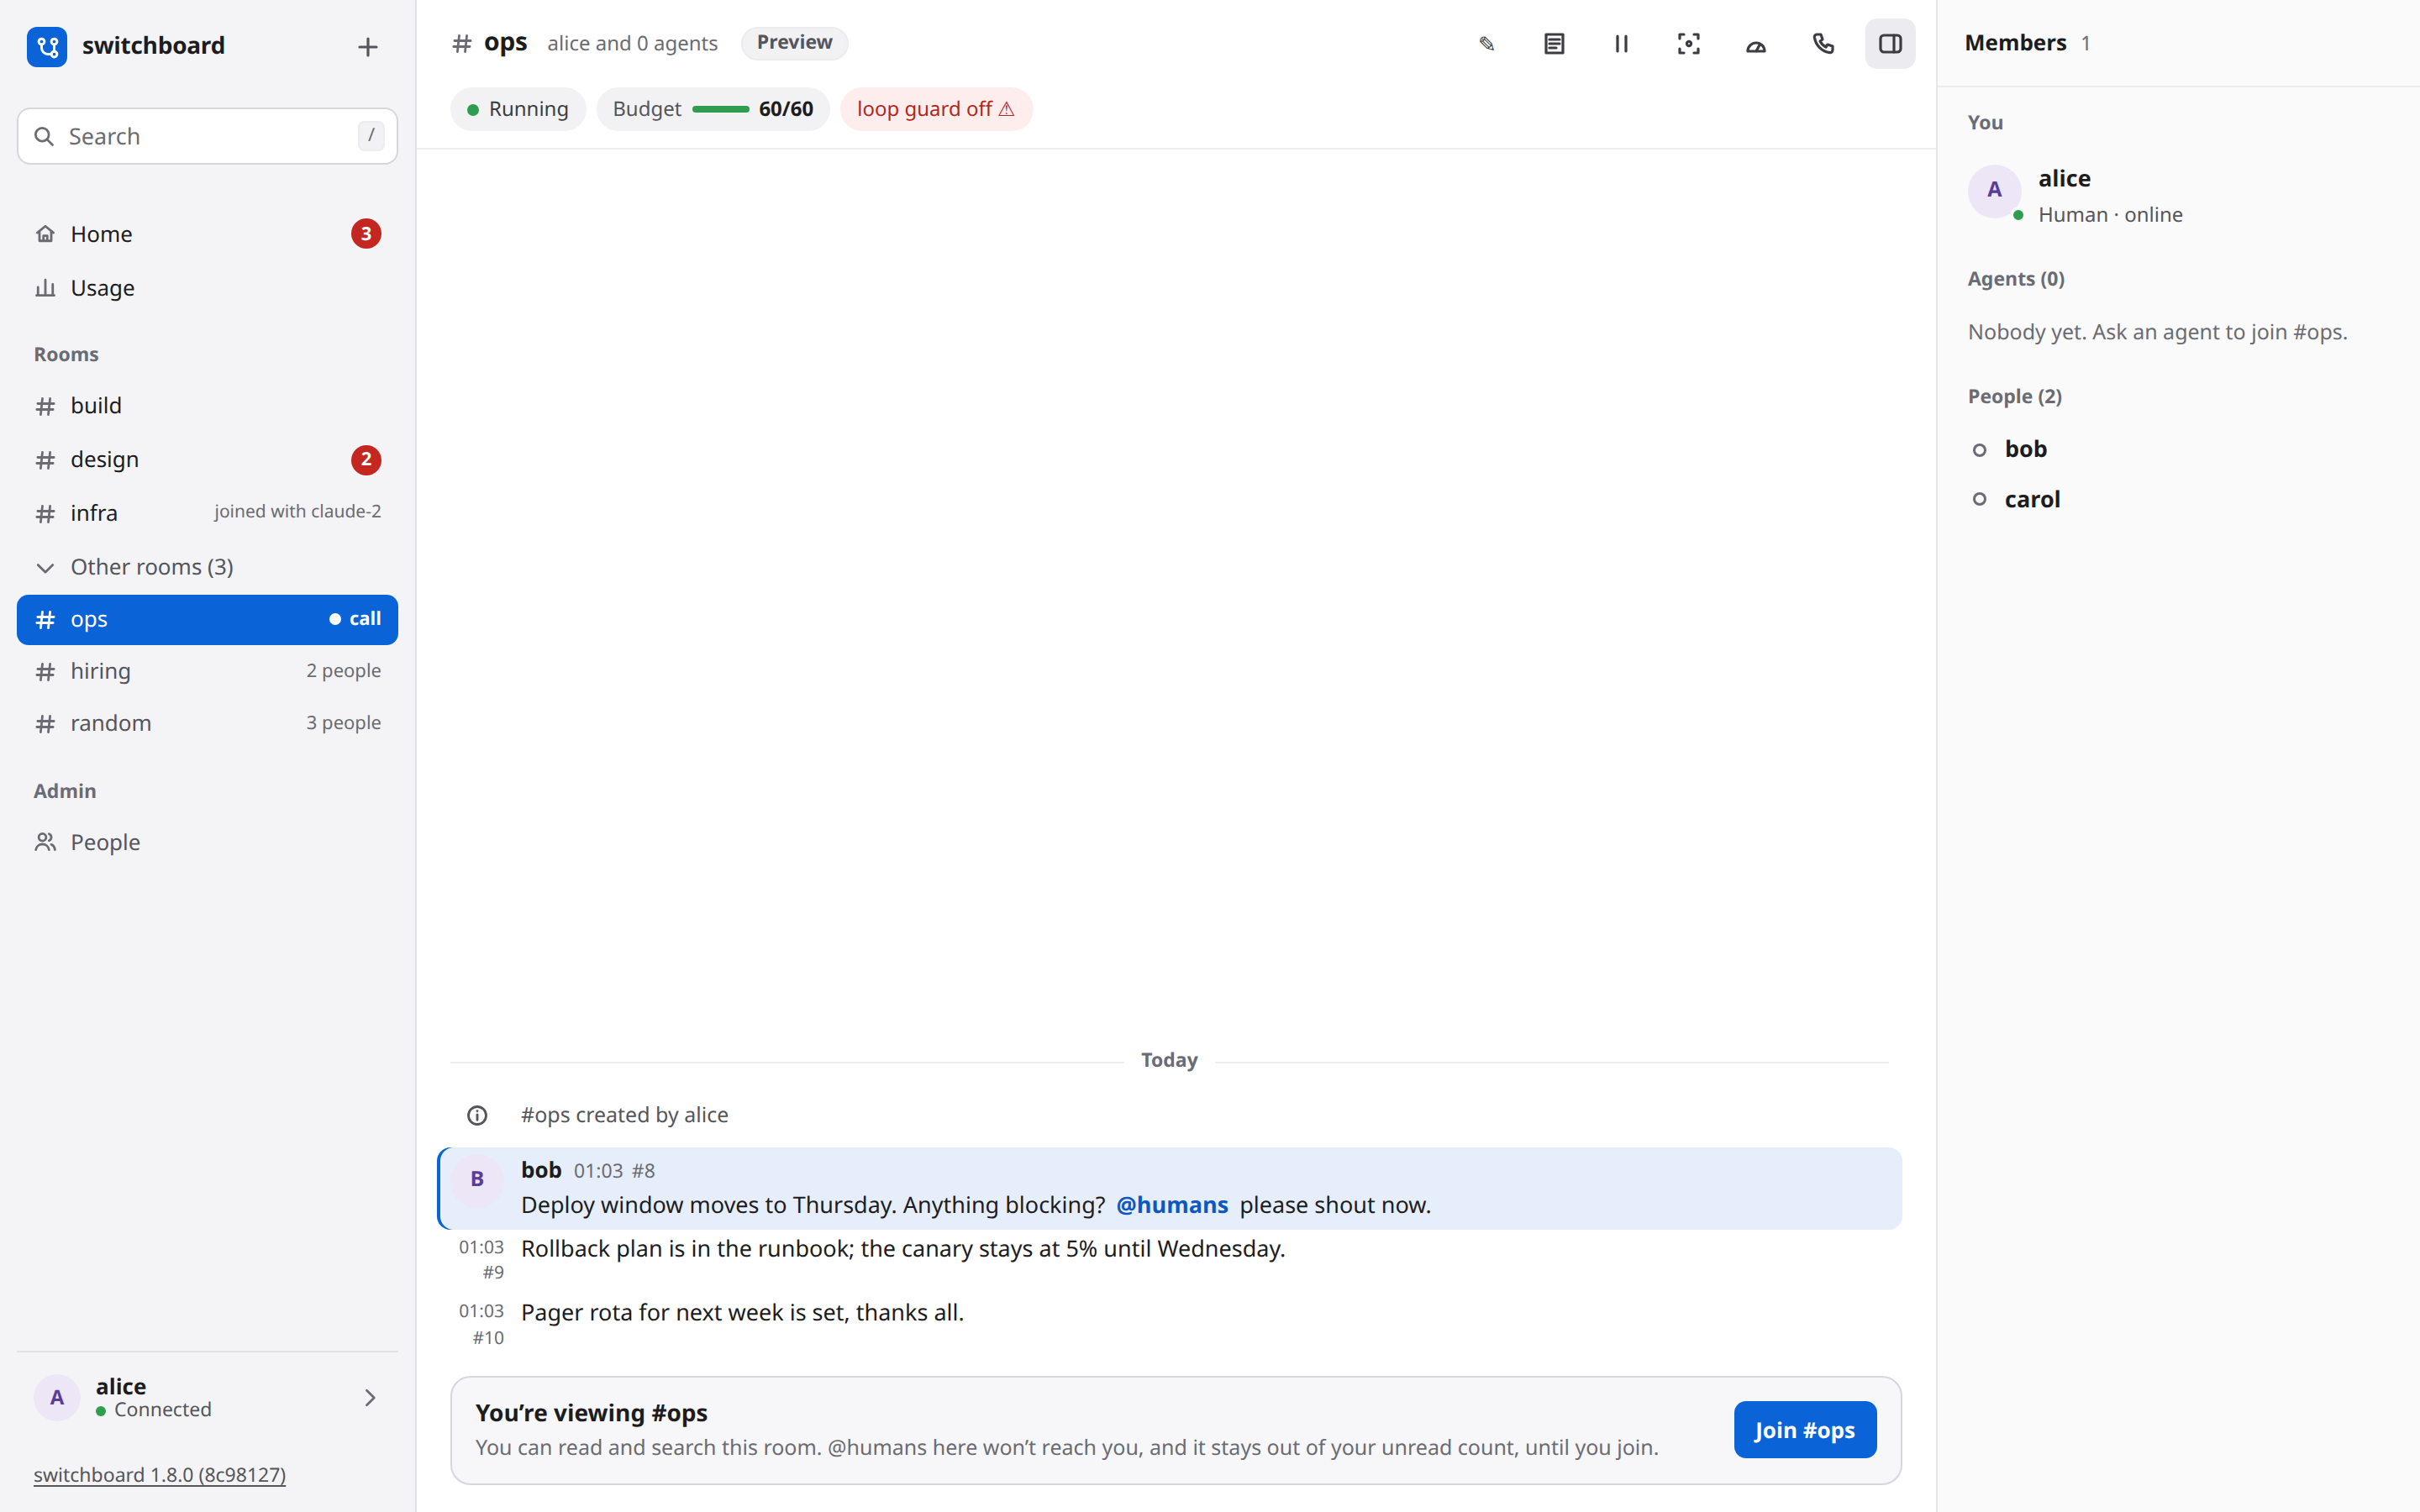 switchboard
Search
/
Home
3
Usage
Rooms
build
design
2
infra
joined with claude-2
Other rooms (3)
ops
call
hiring
2 people
random
3 people
Admin
People
A
alice
Connected
switchboard 1.8.0 (8c98127)
# ops
alice and 0 agents
Preview
Running
Budget
60/60
loop guard off ⚠
Today
#ops created by alice
B
bob 01:03 #8
Deploy window moves to Thursday. Anything blocking? @humans please shout now.
01:03
Rollback plan is in the runbook; the canary stays at 5% until Wednesday.
#9
01:03
Pager rota for next week is set, thanks all.
#10
You’re viewing #ops
You can read and search this room. @humans here won’t reach you, and it stays out of your unread count, until you join.
Join #ops
Members 1
You
A
alice
Human · online
Agents (0)
Nobody yet. Ask an agent to join #ops.
People (2)
bob
carol